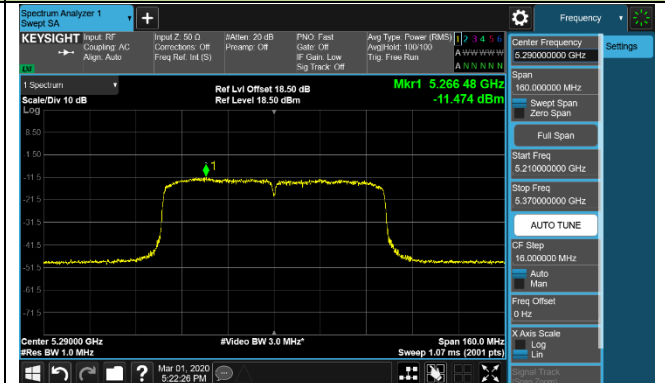 Spectrum Analyzer 1
Swept SA
+
Frequency
KEYSIGHT
Input: RF
Coupling: AC
Align: Auto
Input Z: 50 Ω
Corrections: Off
Freq Ref: Int (S)
#Atten: 20 dB
Preamp: Off
PNO: Fast
Gate: Off
IF Gain: Low
Sig Track: Off
Avg Type: Power (RMS)
Avg|Hold: 100/100
Trig: Free Run
1 2 3 4 5 6
A W W W W W
A N N N N N
LXI
1 Spectrum
Scale/Div 10 dB
Log
Ref Lvl Offset 18.50 dB
Ref Level 18.50 dBm
Mkr1 5.266 48 GHz
-11.474 dBm
8.50
-1.50
-11.5
-21.5
-31.5
-41.5
-51.5
-61.5
-71.5
1
Center 5.29000 GHz
#Res BW 1.0 MHz
#Video BW 3.0 MHz*
Span 160.0 MHz
Sweep 1.07 ms (2001 pts)
Mar 01, 2020
5:22:26 PM
Center Frequency
5.290000000 GHz
Span
160.000000 MHz
Swept Span
Zero Span
Full Span
Start Freq
5.210000000 GHz
Stop Freq
5.370000000 GHz
AUTO TUNE
CF Step
16.000000 MHz
Auto
Man
Freq Offset
0 Hz
X Axis Scale
Log
Lin
Signal Track
Settings